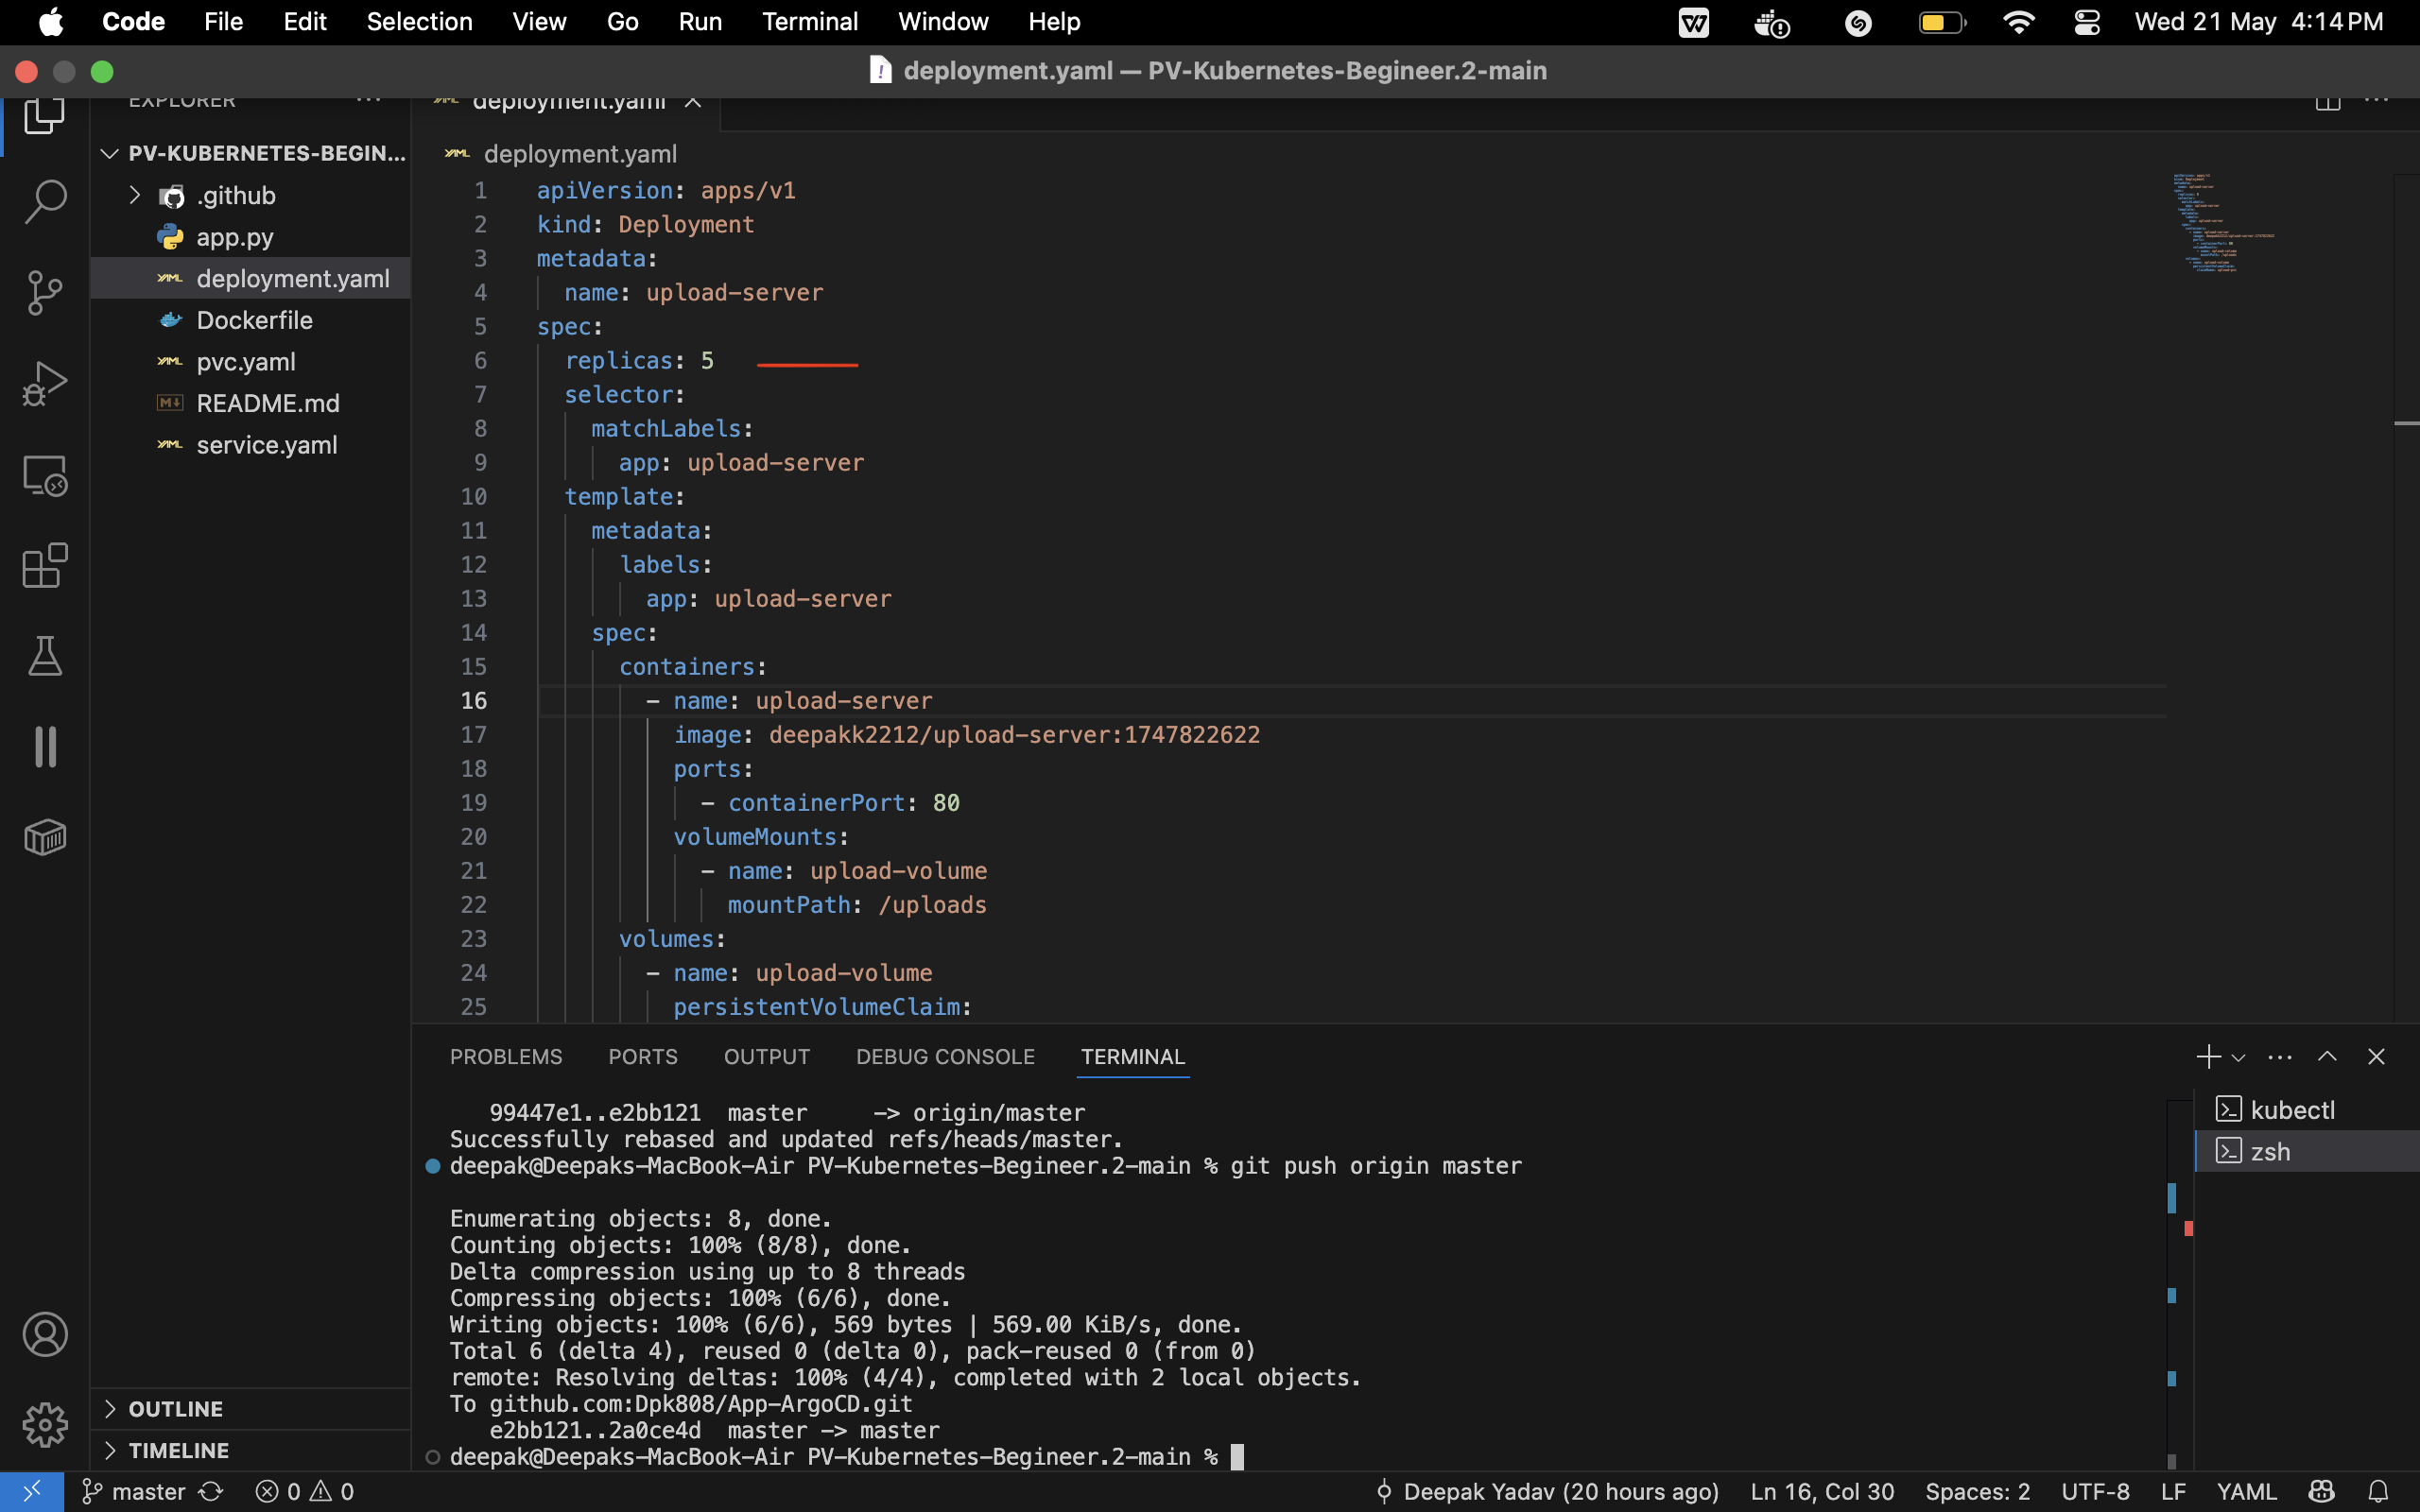 Code File Edit Selection View Go Run Terminal Window Help Wed 21 May 4:14 PM
deployment.yaml — PV-Kubernetes-Begineer.2-main
EXPLORER
PV-KUBERNETES-BEGIN...
.github
app.py
deployment.yaml
Dockerfile
pvc.yaml
README.md
service.yaml
OUTLINE
TIMELINE
deployment.yaml
deployment.yaml
1 apiVersion: apps/v1
2 kind: Deployment
3 metadata:
4 name: upload-server
5 spec:
6 replicas: 5
7 selector:
8 matchLabels:
9 app: upload-server
10 template:
11 metadata:
12 labels:
13 app: upload-server
14 spec:
15 containers:
16 - name: upload-server
17 image: deepakk2212/upload-server:1747822622
18 ports:
19 - containerPort: 80
20 volumeMounts:
21 - name: upload-volume
22 mountPath: /uploads
23 volumes:
24 - name: upload-volume
25 persistentVolumeClaim:
PROBLEMS PORTS OUTPUT DEBUG CONSOLE TERMINAL
99447e1..e2bb121 master -> origin/master
Successfully rebased and updated refs/heads/master.
deepak@Deepaks-MacBook-Air PV-Kubernetes-Begineer.2-main % git push origin master
Enumerating objects: 8, done.
Counting objects: 100% (8/8), done.
Delta compression using up to 8 threads
Compressing objects: 100% (6/6), done.
Writing objects: 100% (6/6), 569 bytes | 569.00 KiB/s, done.
Total 6 (delta 4), reused 0 (delta 0), pack-reused 0 (from 0)
remote: Resolving deltas: 100% (4/4), completed with 2 local objects.
To github.com:Dpk808/App-ArgoCD.git
e2bb121..2a0ce4d master -> master
deepak@Deepaks-MacBook-Air PV-Kubernetes-Begineer.2-main %
kubectl
zsh
master 0 0 Deepak Yadav (20 hours ago) Ln 16, Col 30 Spaces: 2 UTF-8 LF YAML